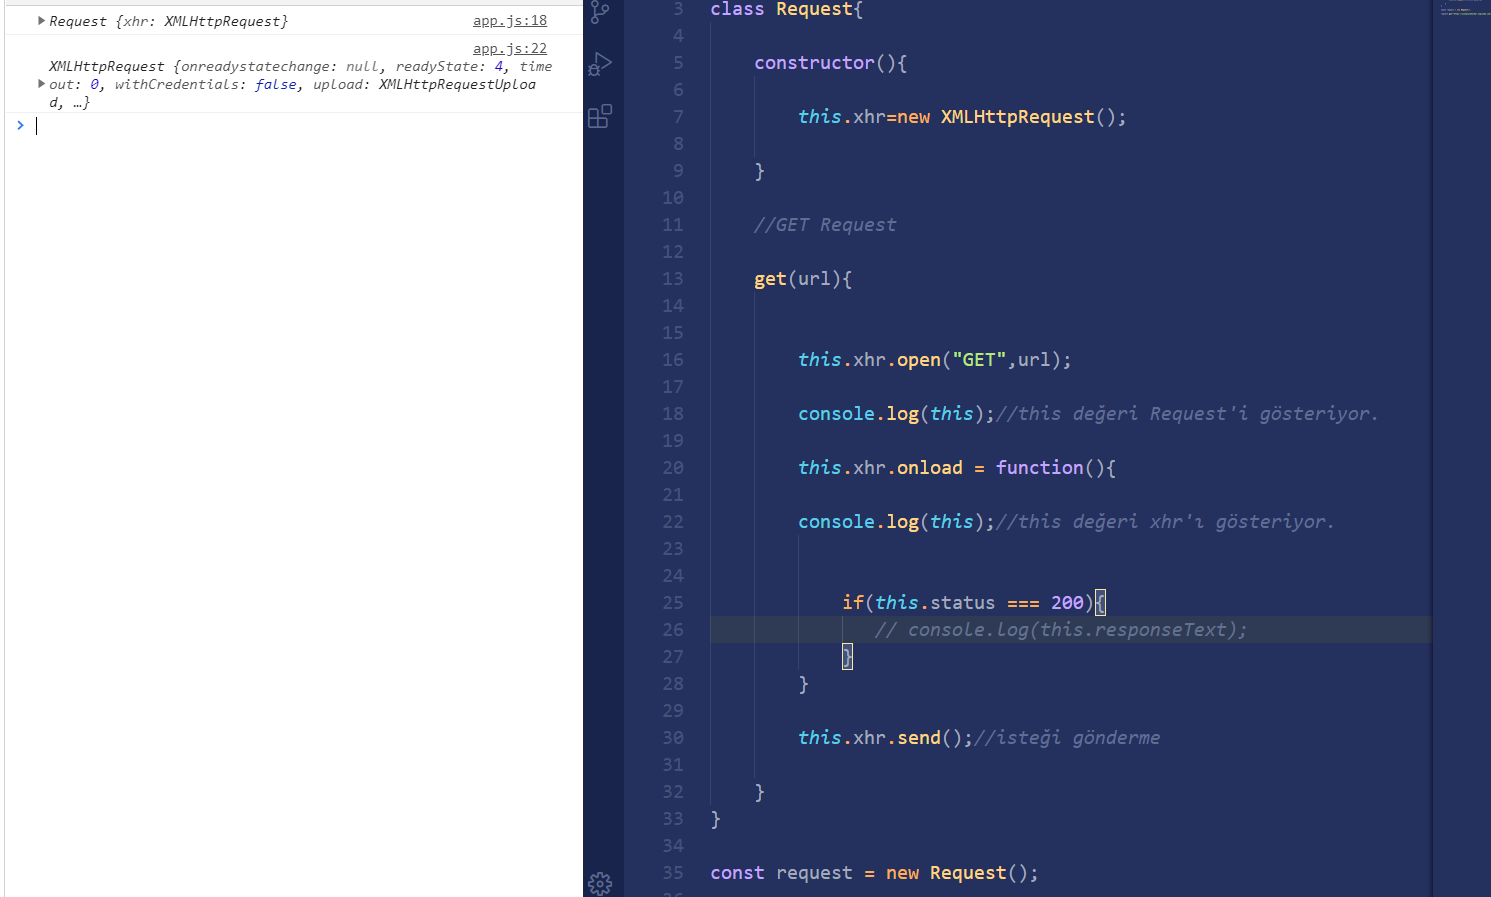 Request {xhr: XMLHttpRequest}
app.js:18
app.js:22
XMLHttpRequest {onreadystatechange: null, readyState: 4, time
out: 0, withCredentials: false, upload: XMLHttpRequestUploa
d, …}
3 class Request{
4
5 constructor(){
6
7 this.xhr=new XMLHttpRequest();
8
9 }
10
11 //GET Request
12
13 get(url){
14
15
16 this.xhr.open("GET",url);
17
18 console.log(this);//this değeri Request'i gösteriyor.
19
20 this.xhr.onload = function(){
21
22 console.log(this);//this değeri xhr'ı gösteriyor.
23
24
25 if(this.status === 200){
26 // console.log(this.responseText);
27 }
28 }
29
30 this.xhr.send();//isteği gönderme
31
32 }
33 }
34
35 const request = new Request();